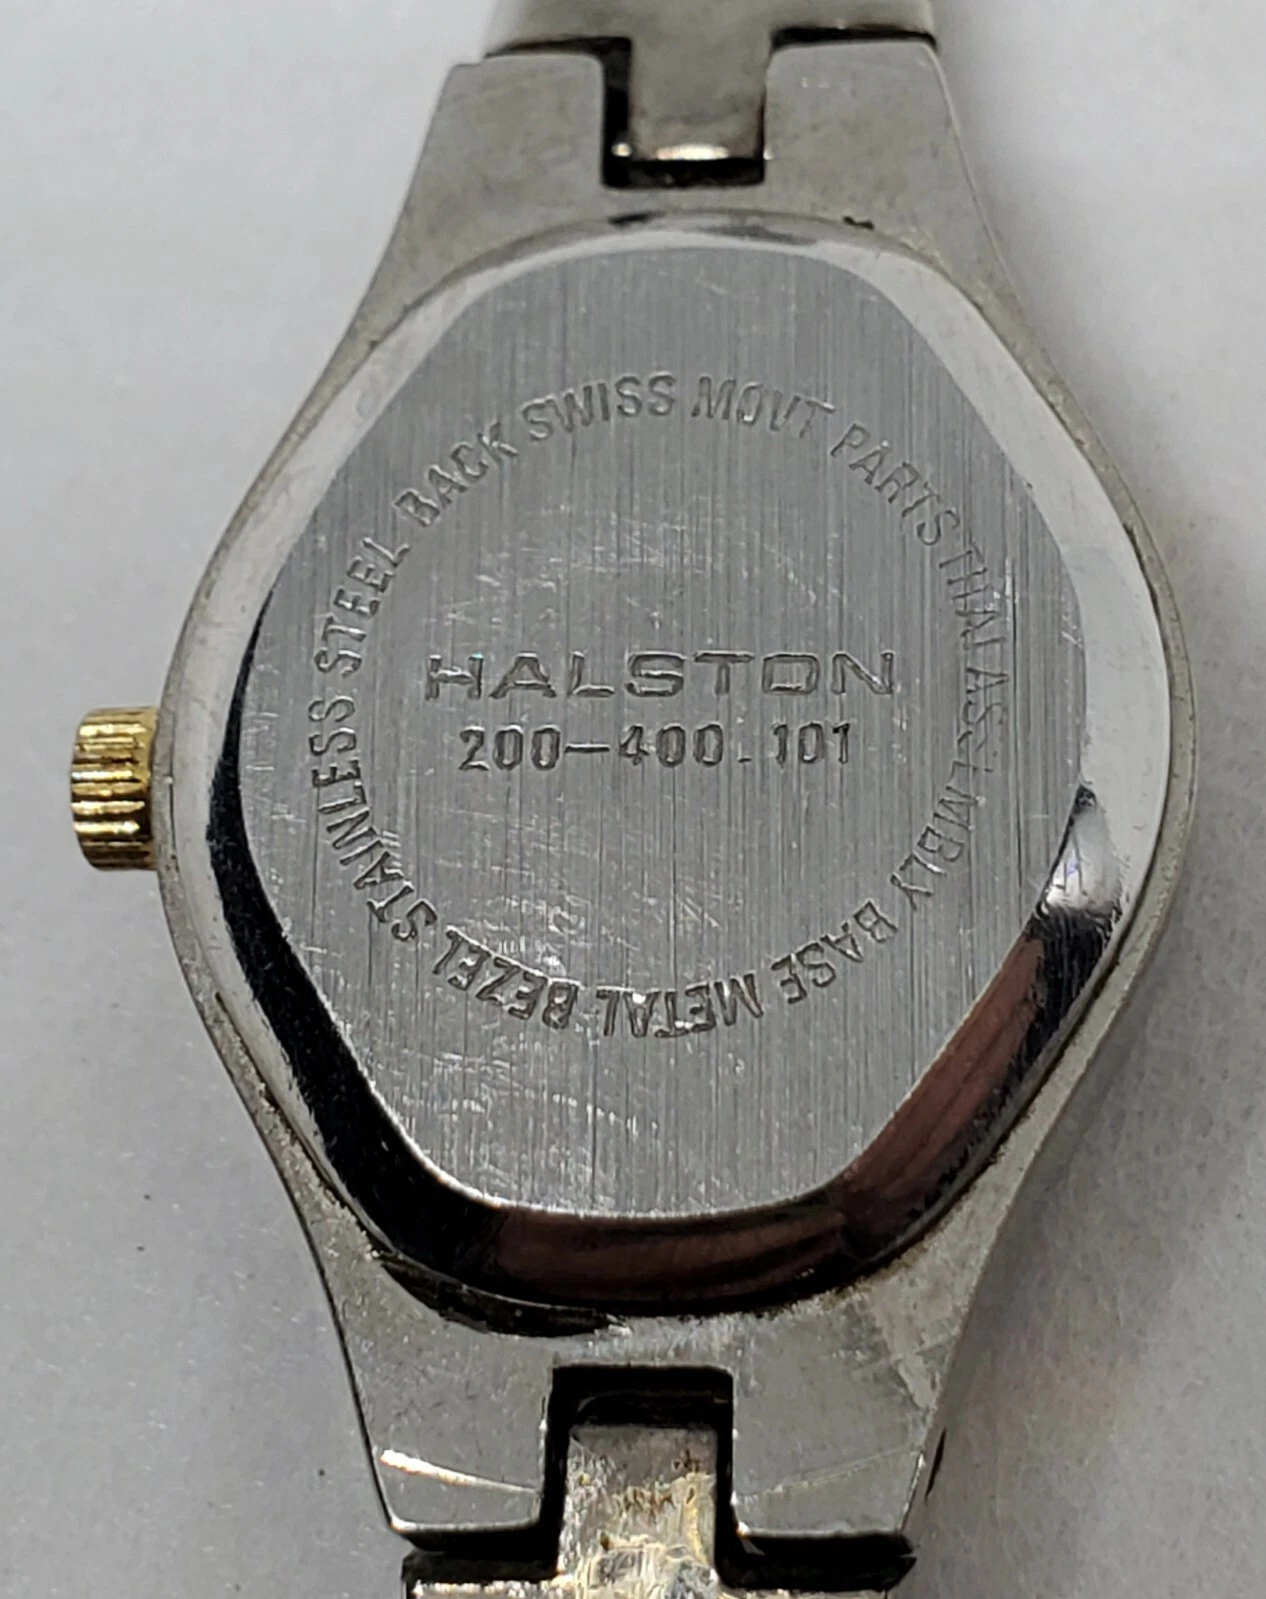 STAINLESS STEEL BACK SWISS MOVT PARTS THAI ASSEMBLY BASE METAL BEZEL
HALSTON
200-400.101